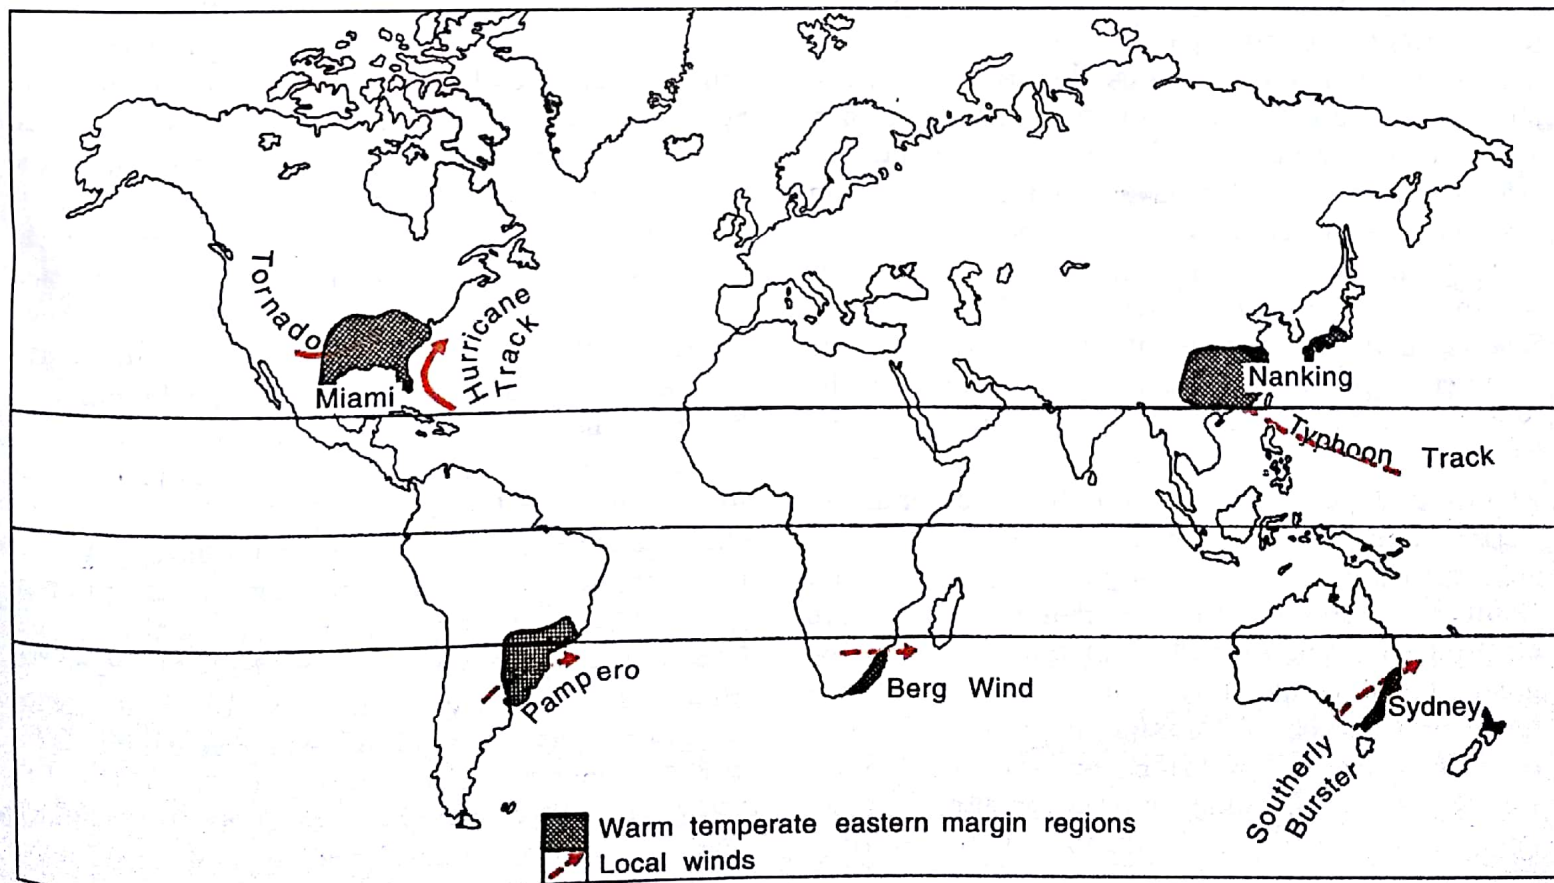 Tornado
Hurricane
Track
Miami
Nanking
Typhoon Track
Pampero
Berg Wind
Sydney
Southerly
Burster
Warm temperate eastern margin regions
Local winds